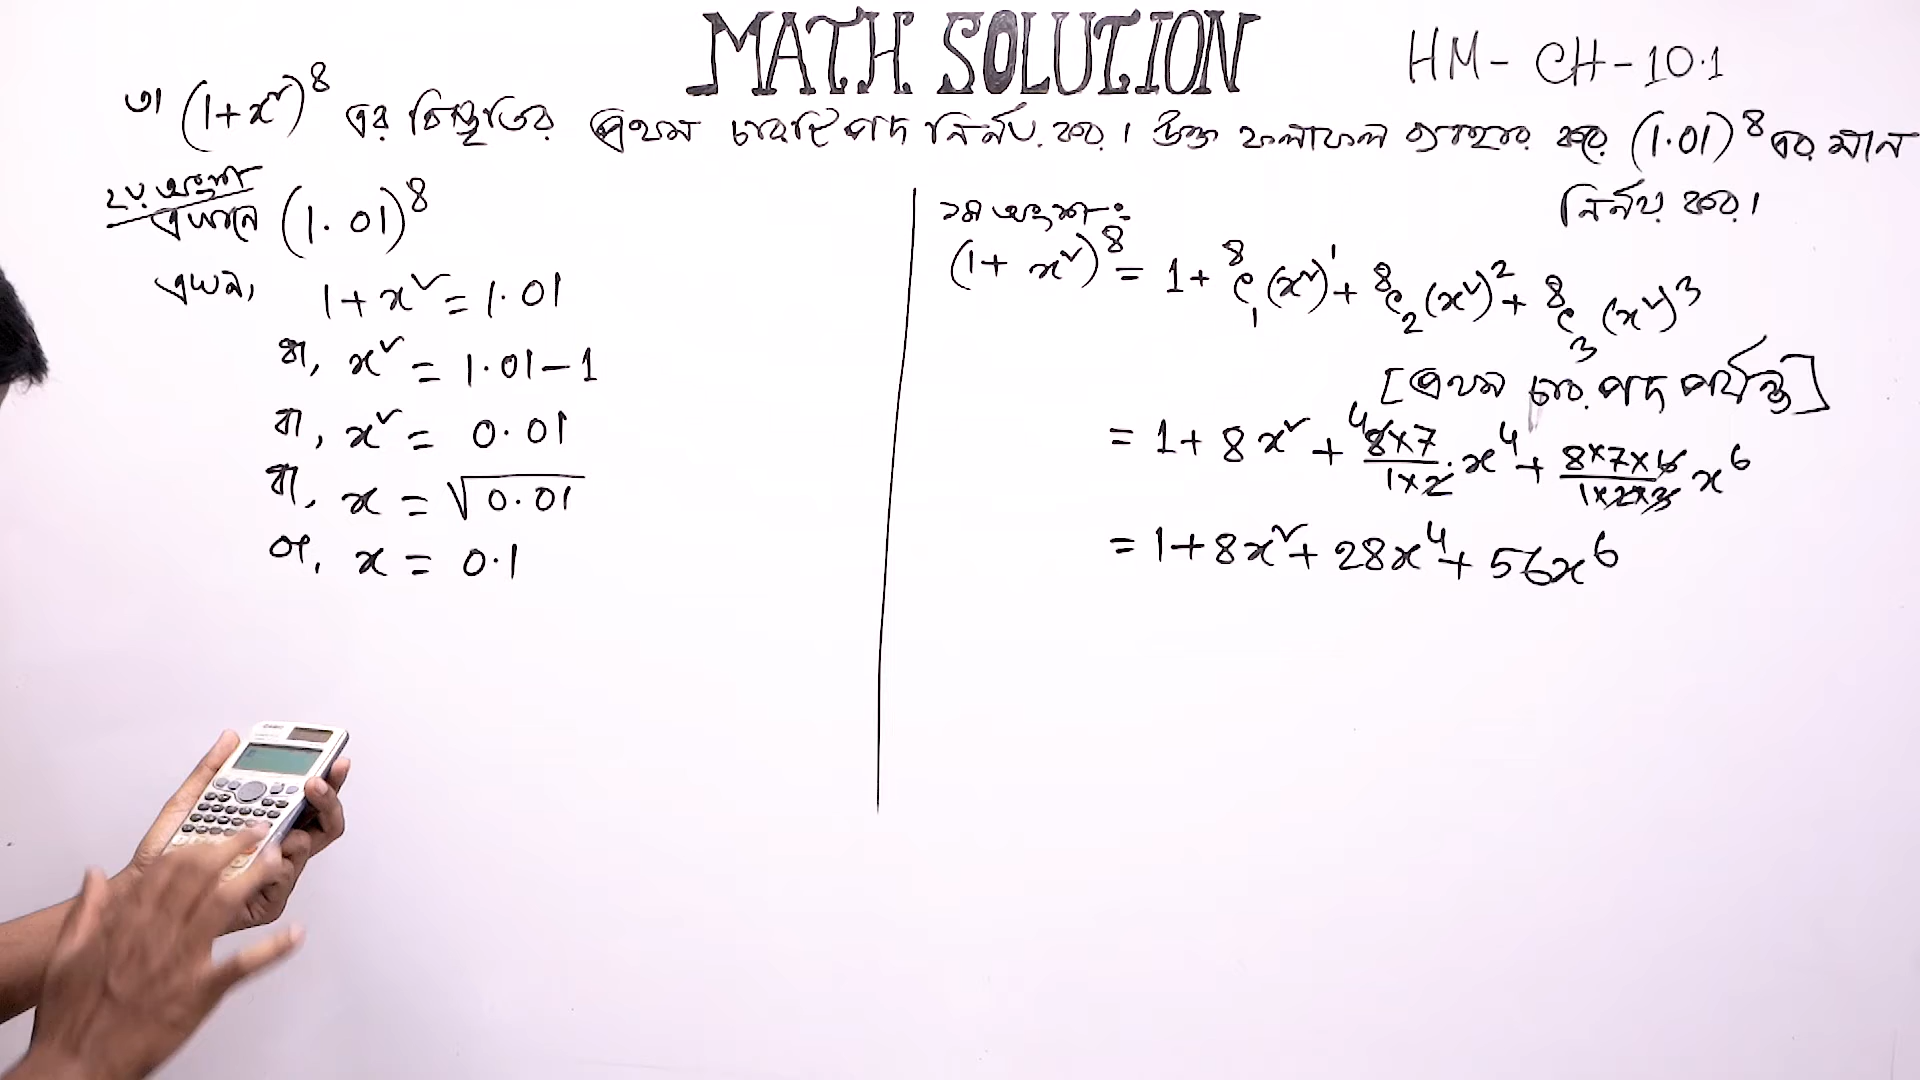 MATH SOLUTION
HM- CH-10.1
৩। (1+x²)⁸ এর বিস্তৃতির প্রথম চারটি পদ নির্ণয় কর। উক্ত ফলাফল ব্যবহার করে (1.01)⁸ এর মান
নির্ণয় কর।
২য় অংশ
এখানে (1.01)⁸
এখন, 1+x² = 1.01
বা, x² = 1.01-1
বা, x² = 0.01
বা, x = √0.01
বা, x = 0.1
১ম অংশ:
(1+x²)⁸ = 1+ ⁸C₁(x²)¹ + ⁸C₂(x²)² + ⁸C₃(x²)³
[প্রথম চার পদ পর্যন্ত]
= 1+8x² + 4 8×7/1×2 · x⁴ + 8×7×6/1×2×3 x⁶
= 1+8x²+28x⁴+56x⁶
CASIO